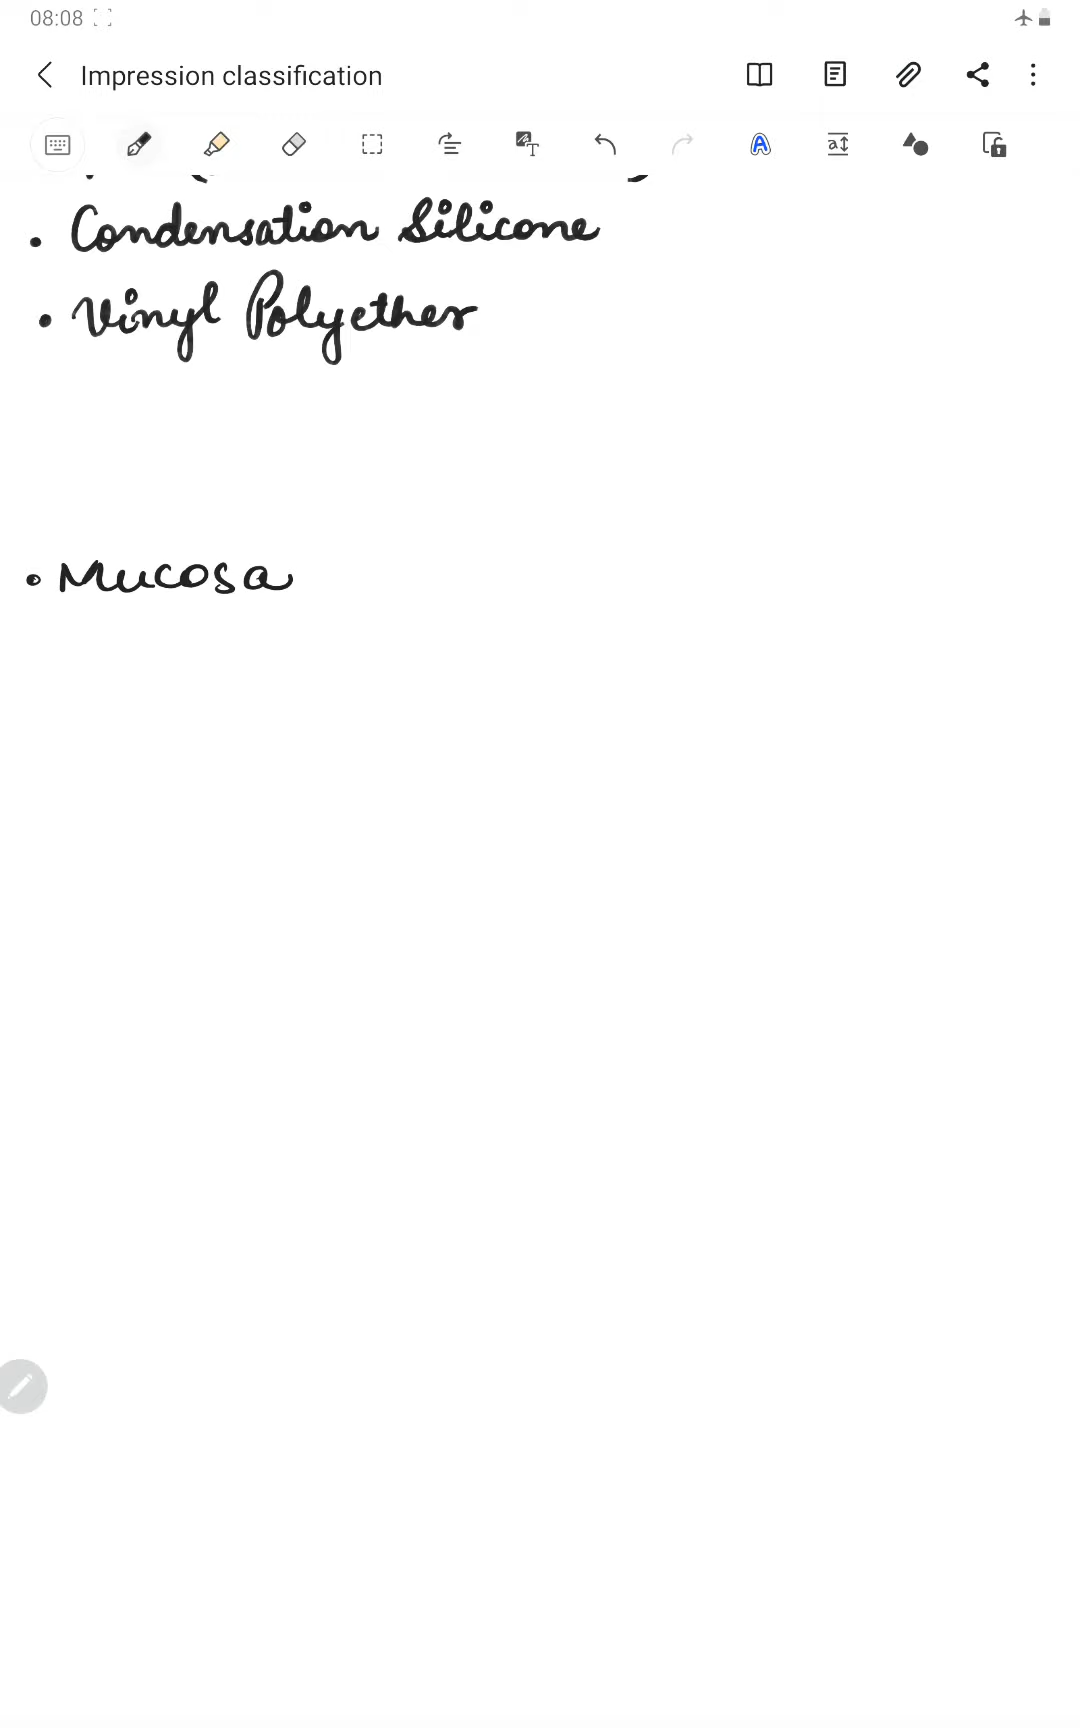 08:08
Impression classification
• Condensation Silicone
• Vinyl Polyether
• Mucosa